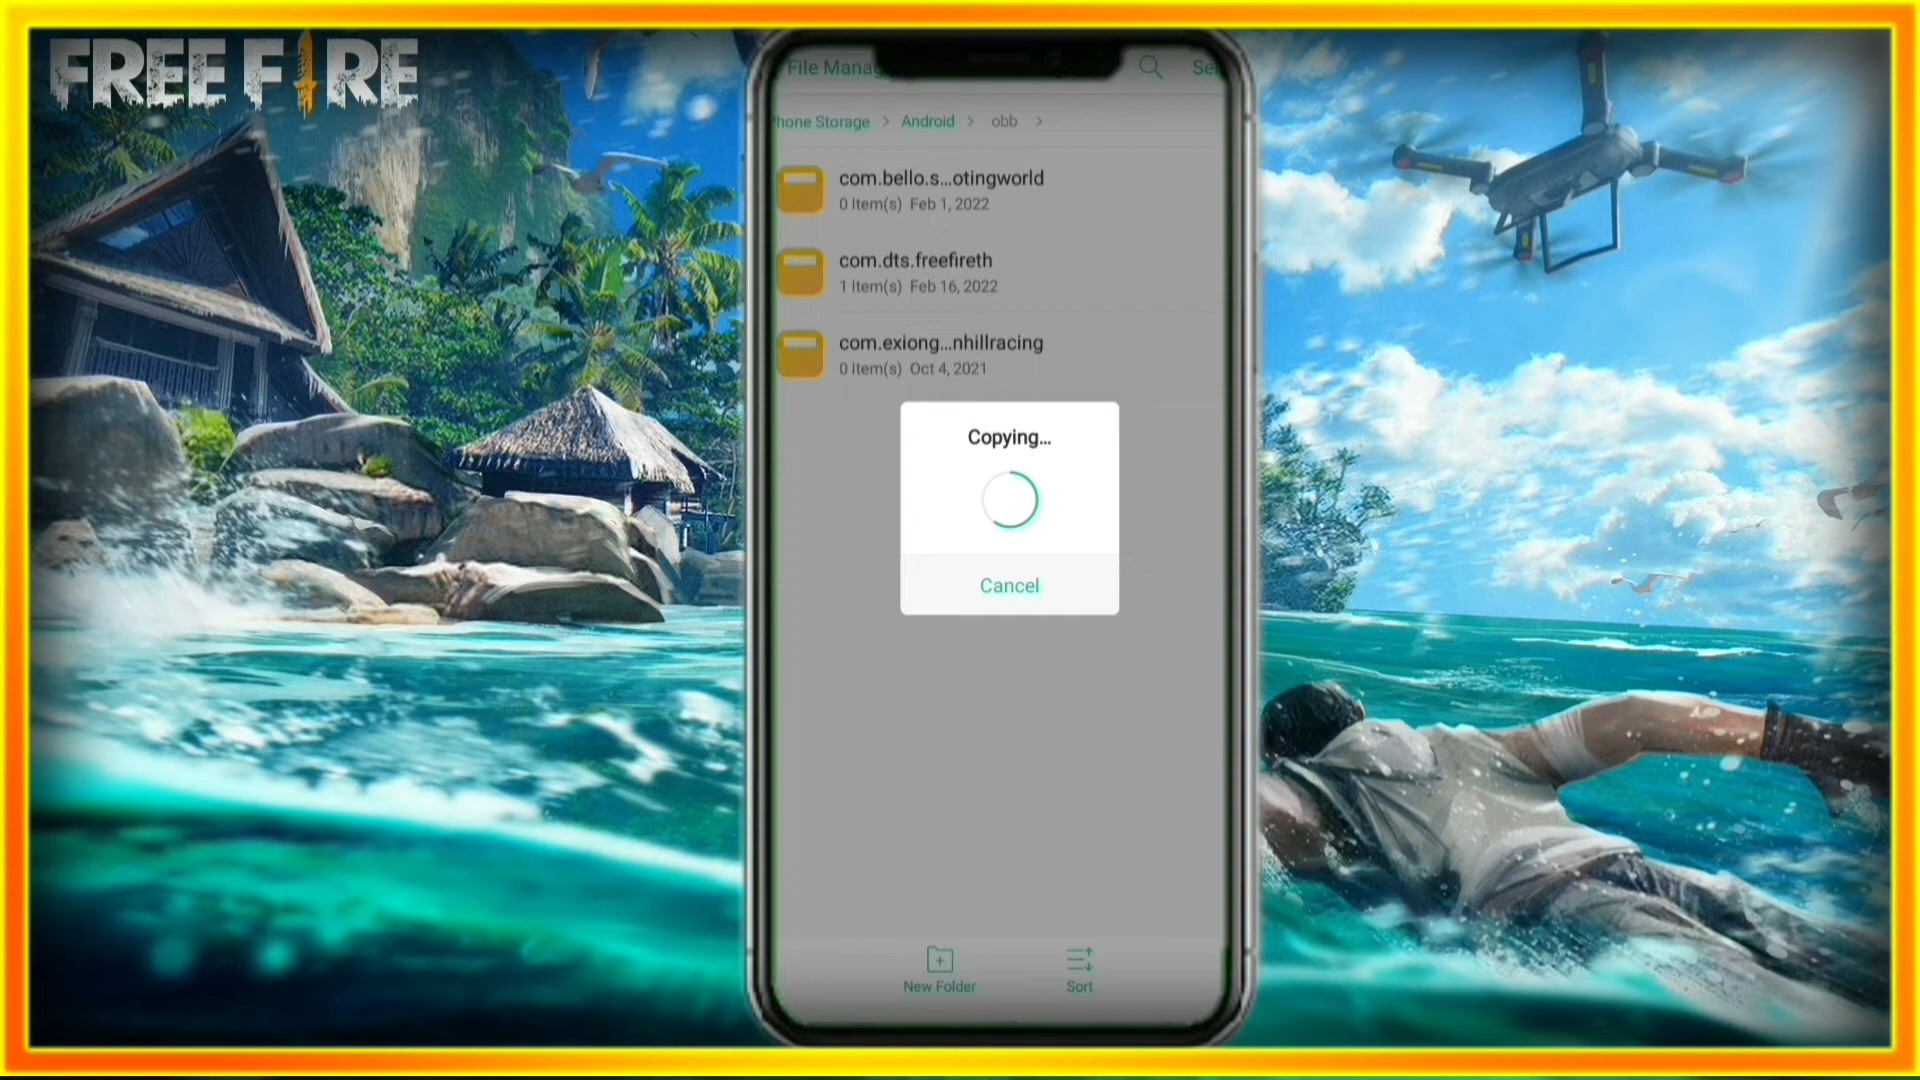 FREE FIRE
File Manag
Se
hone Storage > Android > obb >
com.bello.s...otingworld
0 Item(s) Feb 1, 2022
com.dts.freefireth
1 Item(s) Feb 16, 2022
com.exiong...nhillracing
0 Item(s) Oct 4, 2021
Copying...
Cancel
New Folder
Sort